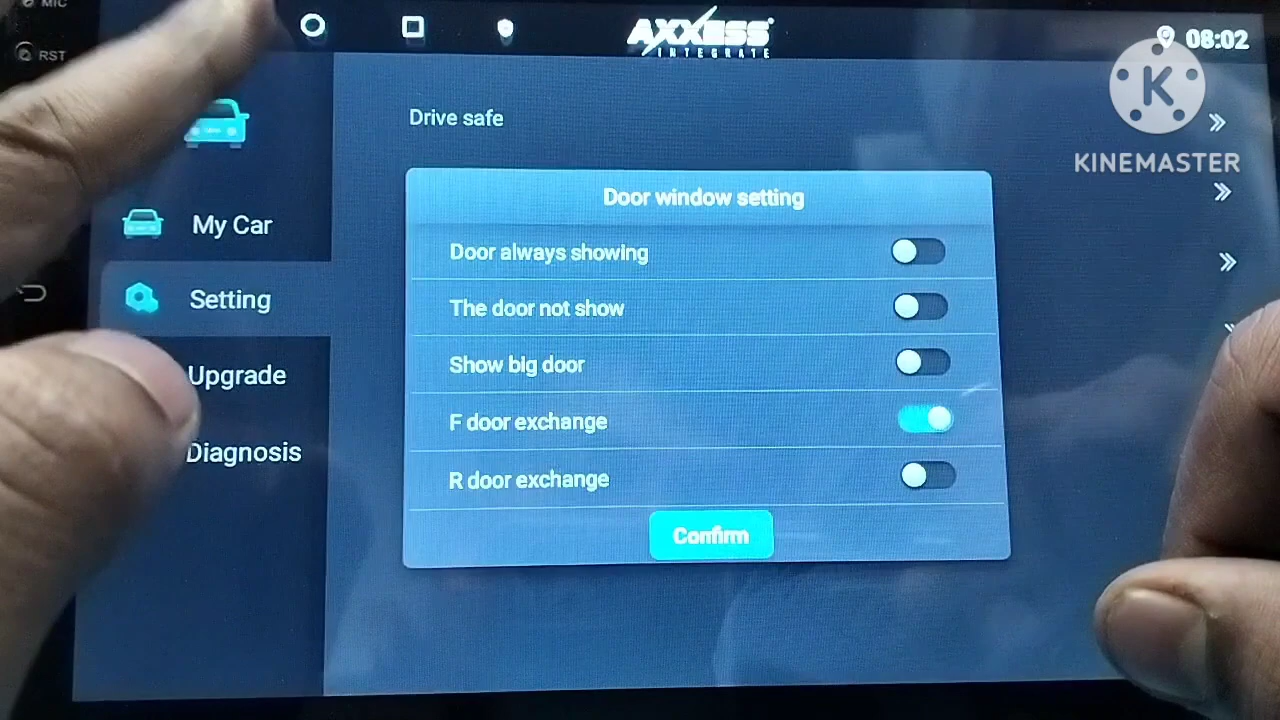 MIC
RST
AXXESS
INTEGRATE
08:02
K
KINEMASTER
Drive safe
My Car
Setting
Upgrade
Diagnosis
Door window setting
Door always showing
The door not show
Show big door
F door exchange
R door exchange
Confirm